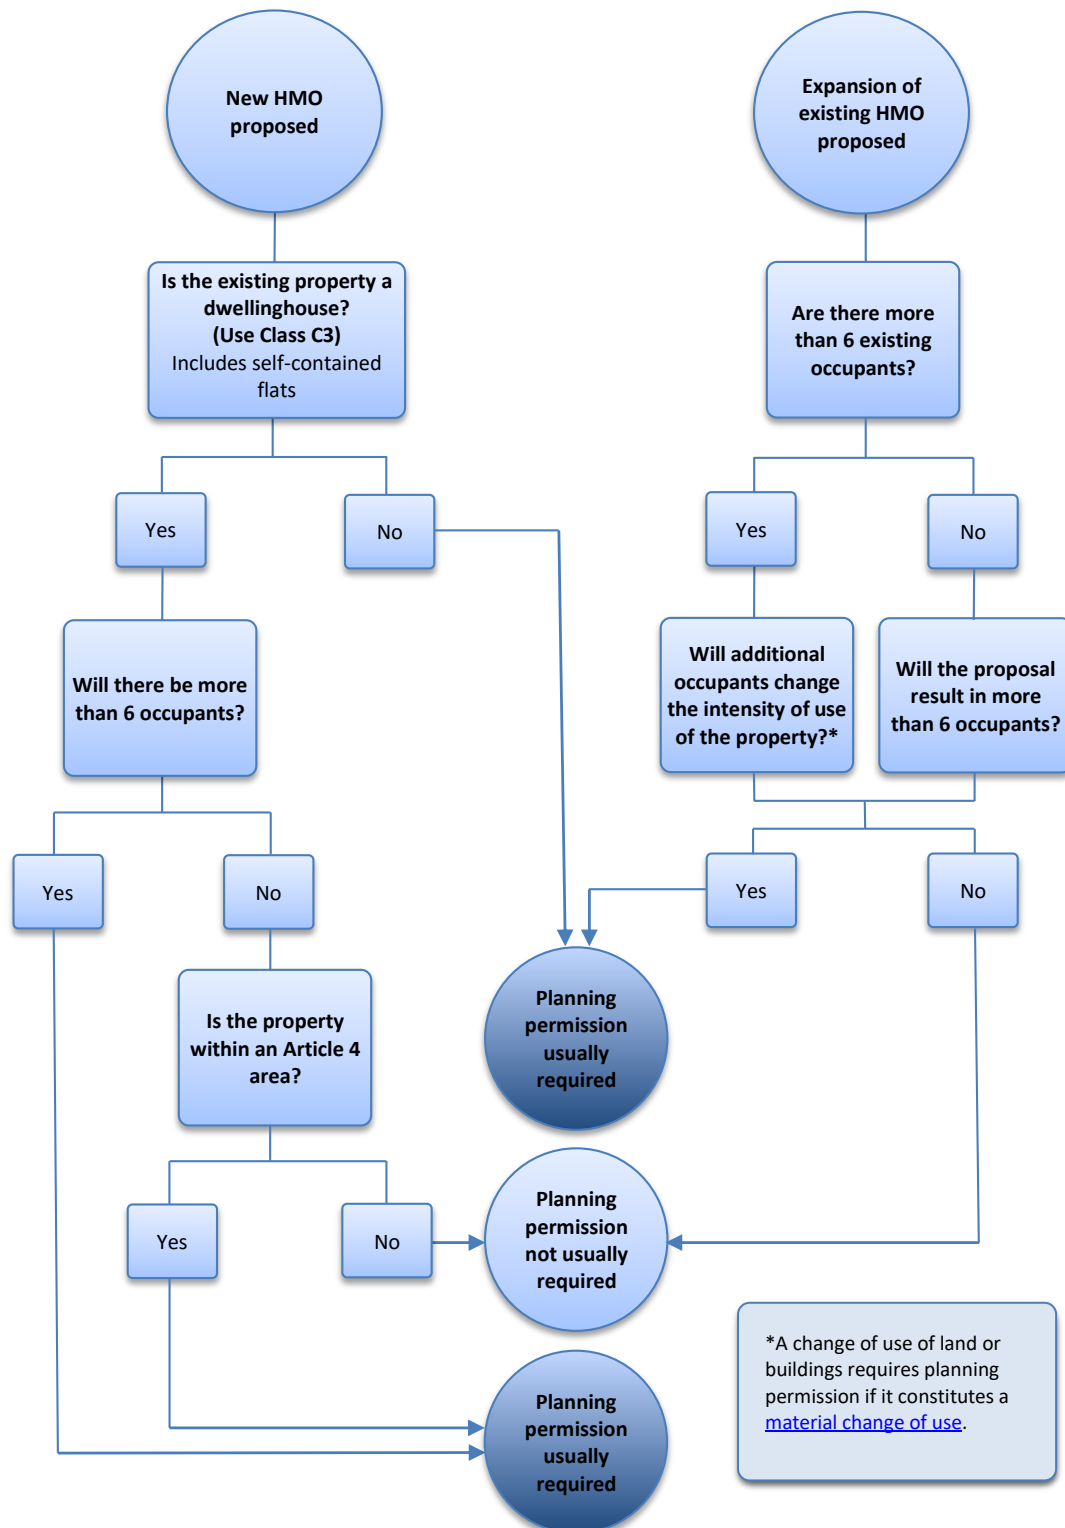 New HMO
proposed
Expansion of
existing HMO
proposed
Is the existing property a
dwellinghouse?
(Use Class C3)
Includes self-contained
flats
Are there more
than 6 existing
occupants?
Yes
No
Yes
No
Will there be more
than 6 occupants?
Will additional
occupants change
the intensity of use
of the property?*
Will the proposal
result in more
than 6 occupants?
Yes
No
Yes
No
Is the property
within an Article 4
area?
Planning
permission
usually
required
Yes
No
Planning
permission
not usually
required
*A change of use of land or
buildings requires planning
permission if it constitutes a
material change of use.
Planning
permission
usually
required